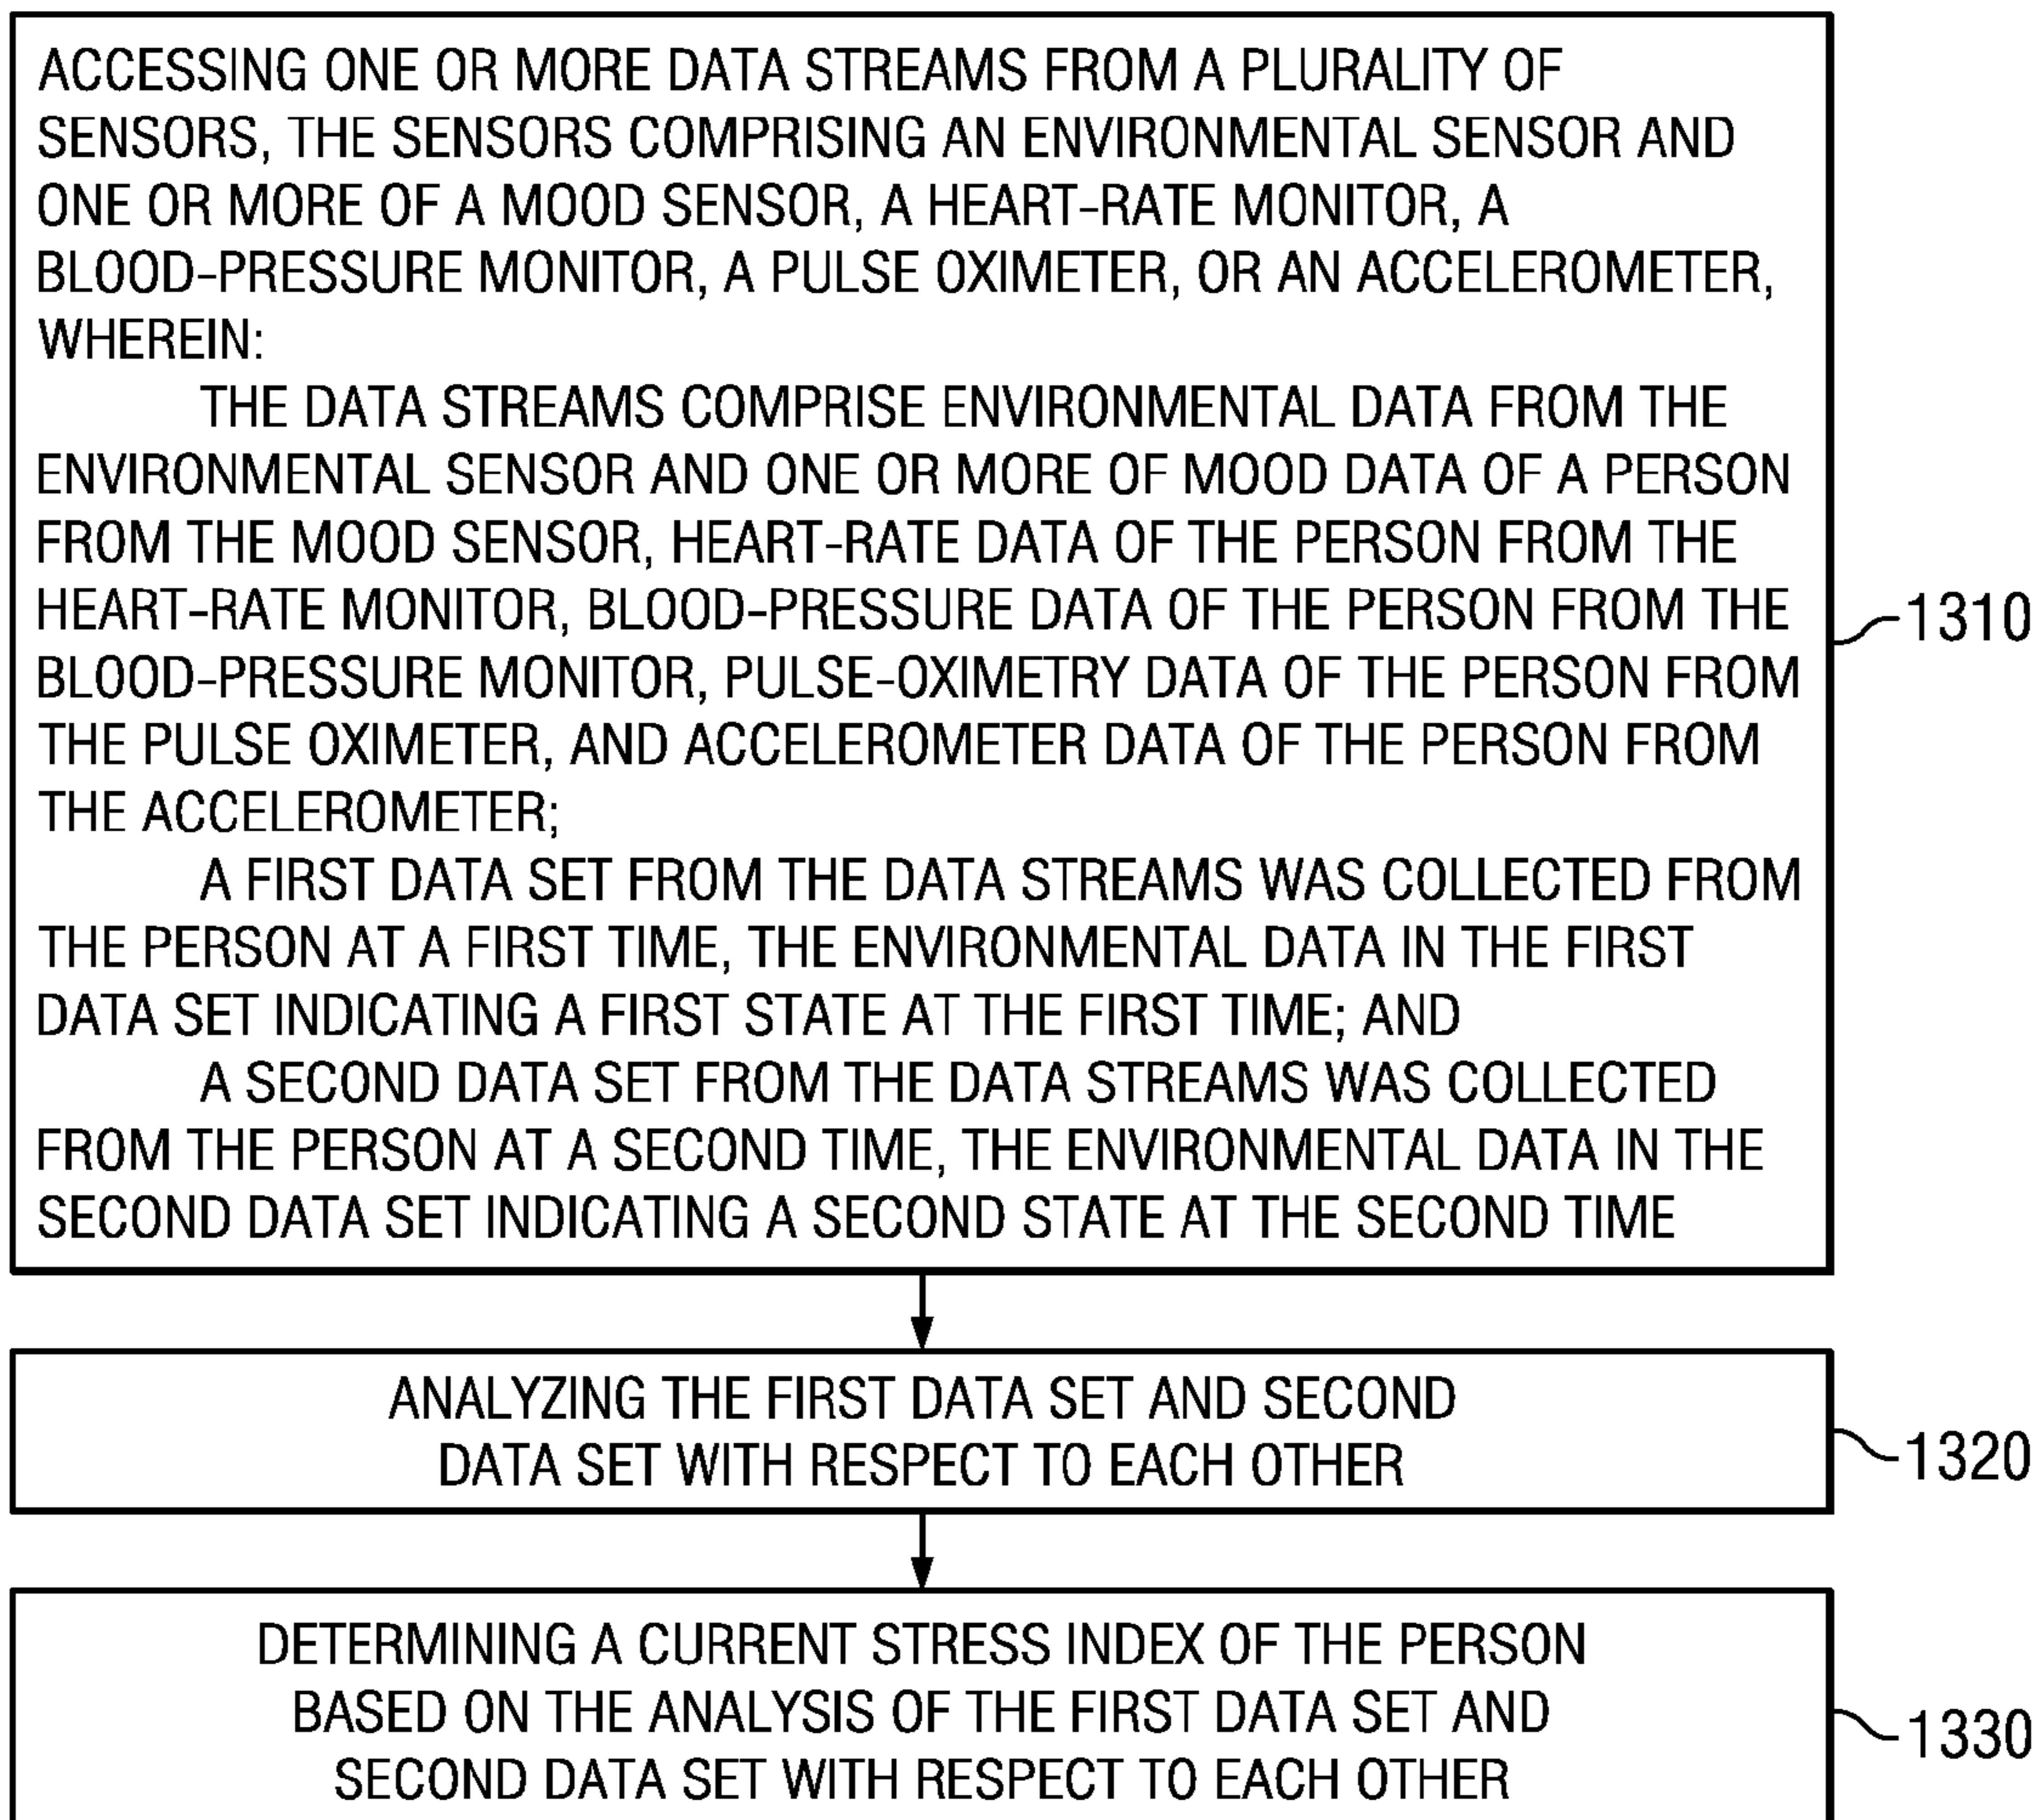 ACCESSING ONE OR MORE DATA STREAMS FROM A PLURALITY OF
SENSORS, THE SENSORS COMPRISING AN ENVIRONMENTAL SENSOR AND
ONE OR MORE OF A MOOD SENSOR, A HEART-RATE MONITOR, A
BLOOD-PRESSURE MONITOR, A PULSE OXIMETER, OR AN ACCELEROMETER,
WHEREIN:
THE DATA STREAMS COMPRISE ENVIRONMENTAL DATA FROM THE
ENVIRONMENTAL SENSOR AND ONE OR MORE OF MOOD DATA OF A PERSON
FROM THE MOOD SENSOR, HEART-RATE DATA OF THE PERSON FROM THE
HEART-RATE MONITOR, BLOOD-PRESSURE DATA OF THE PERSON FROM THE
BLOOD-PRESSURE MONITOR, PULSE-OXIMETRY DATA OF THE PERSON FROM
THE PULSE OXIMETER, AND ACCELEROMETER DATA OF THE PERSON FROM
THE ACCELEROMETER;
A FIRST DATA SET FROM THE DATA STREAMS WAS COLLECTED FROM
THE PERSON AT A FIRST TIME, THE ENVIRONMENTAL DATA IN THE FIRST
DATA SET INDICATING A FIRST STATE AT THE FIRST TIME; AND
A SECOND DATA SET FROM THE DATA STREAMS WAS COLLECTED
FROM THE PERSON AT A SECOND TIME, THE ENVIRONMENTAL DATA IN THE
SECOND DATA SET INDICATING A SECOND STATE AT THE SECOND TIME
1310
ANALYZING THE FIRST DATA SET AND SECOND
DATA SET WITH RESPECT TO EACH OTHER
1320
DETERMINING A CURRENT STRESS INDEX OF THE PERSON
BASED ON THE ANALYSIS OF THE FIRST DATA SET AND
SECOND DATA SET WITH RESPECT TO EACH OTHER
1330